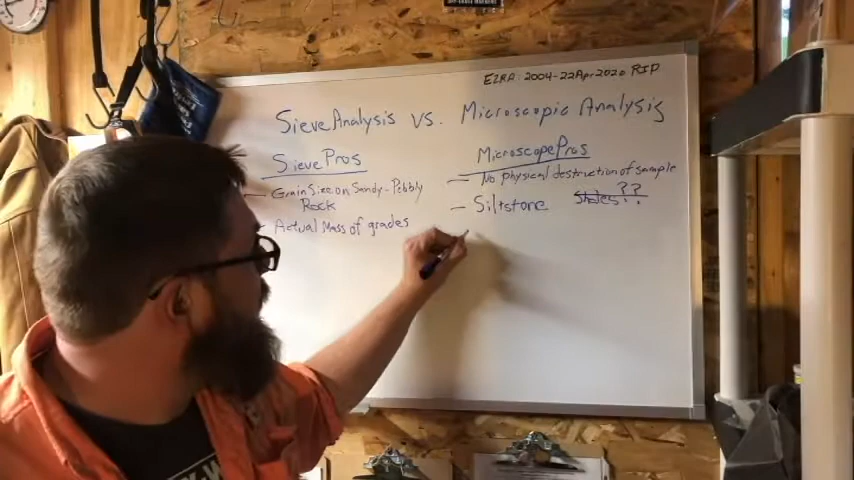 EZRA: 2004-22Apr2020 RIP
Sieve Analysis vs. Microscopic Analysis
Sieve Pros
Microscope Pros
- Grain Size on Sandy-Pebbly
Rock
- Actual Mass of grades
- No physical destruction of sample
- Siltstone Shales??